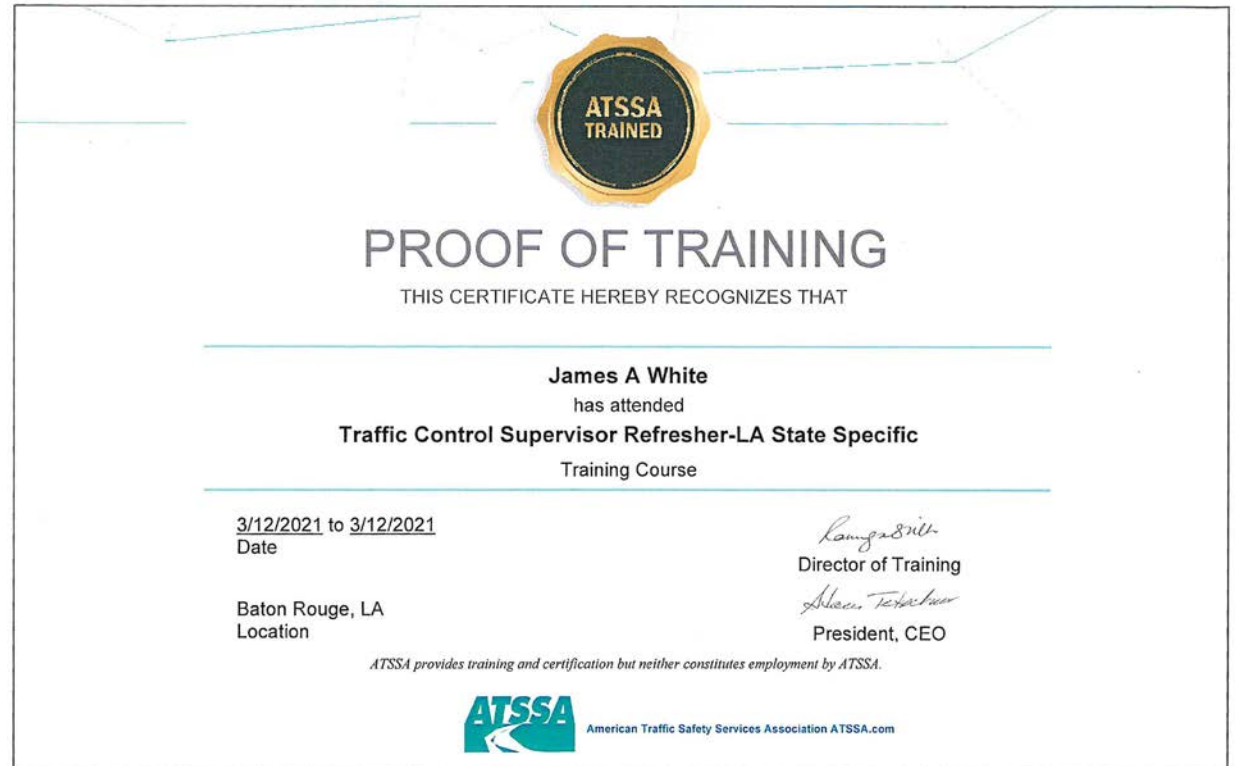 ATSSA
TRAINED
PROOF OF TRAINING
THIS CERTIFICATE HEREBY RECOGNIZES THAT
James A White
has attended
Traffic Control Supervisor Refresher-LA State Specific
Training Course
3/12/2021 to 3/12/2021
Date
Director of Training
Baton Rouge, LA
Location
President, CEO
ATSSA provides training and certification but neither constitutes employment by ATSSA.
ATSSA
American Traffic Safety Services Association ATSSA.com